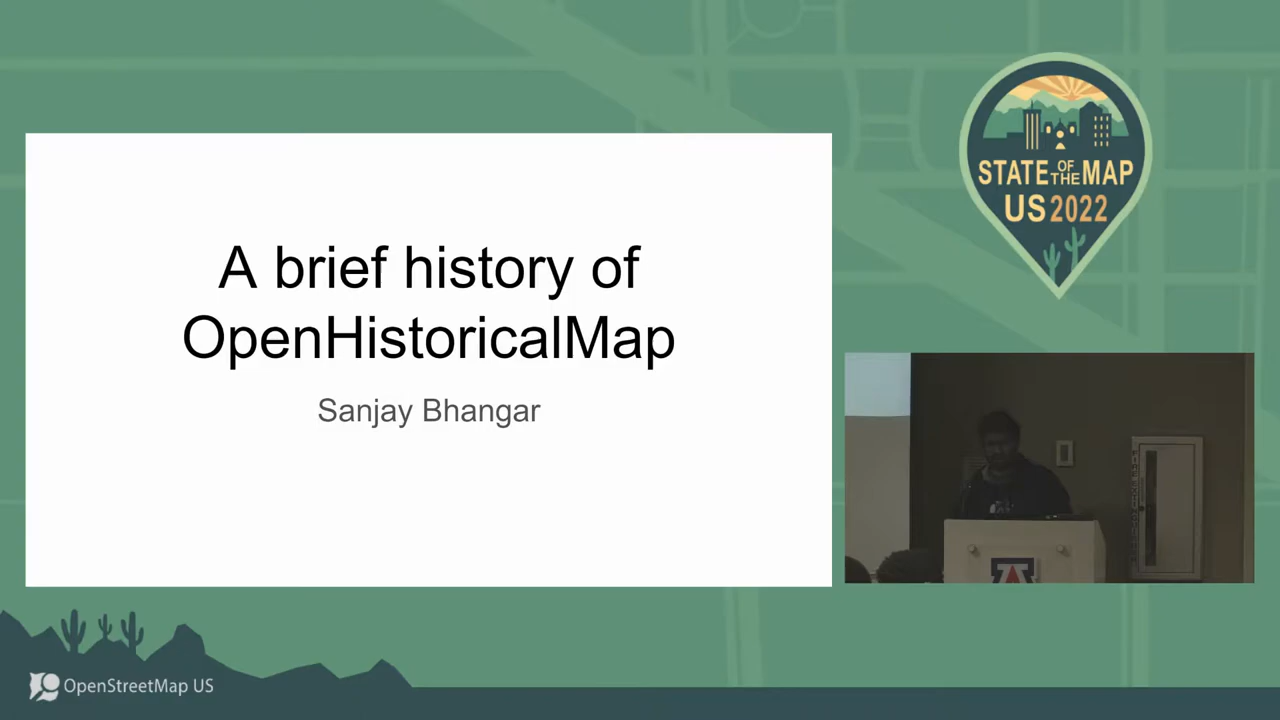 A brief history of
OpenHistoricalMap
Sanjay Bhangar
STATE OF THE MAP
US 2022
OpenStreetMap US